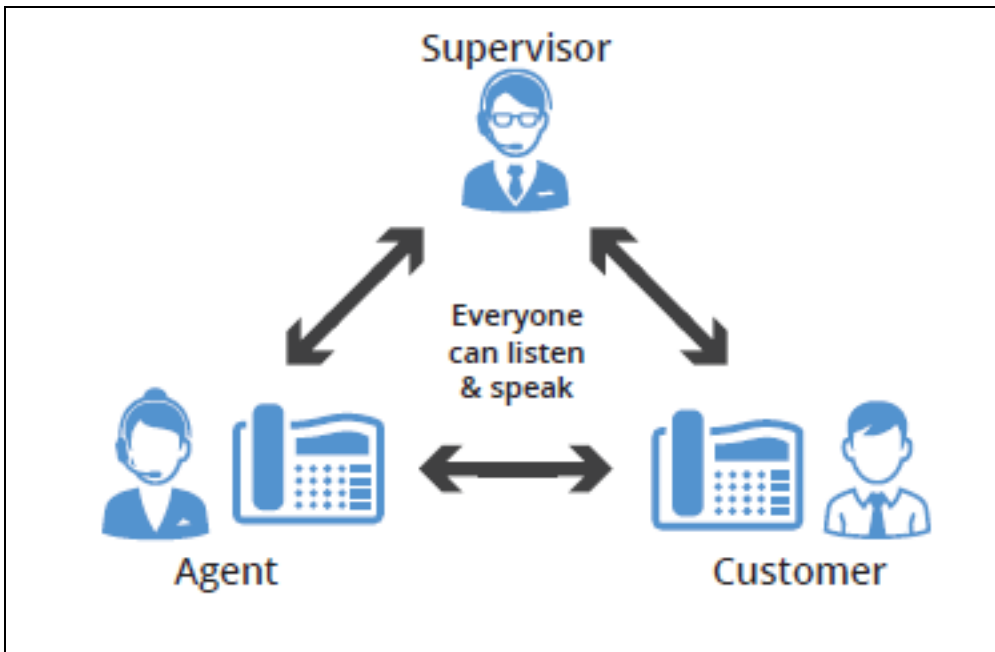 Supervisor
Everyone
can listen
& speak
Agent
Customer